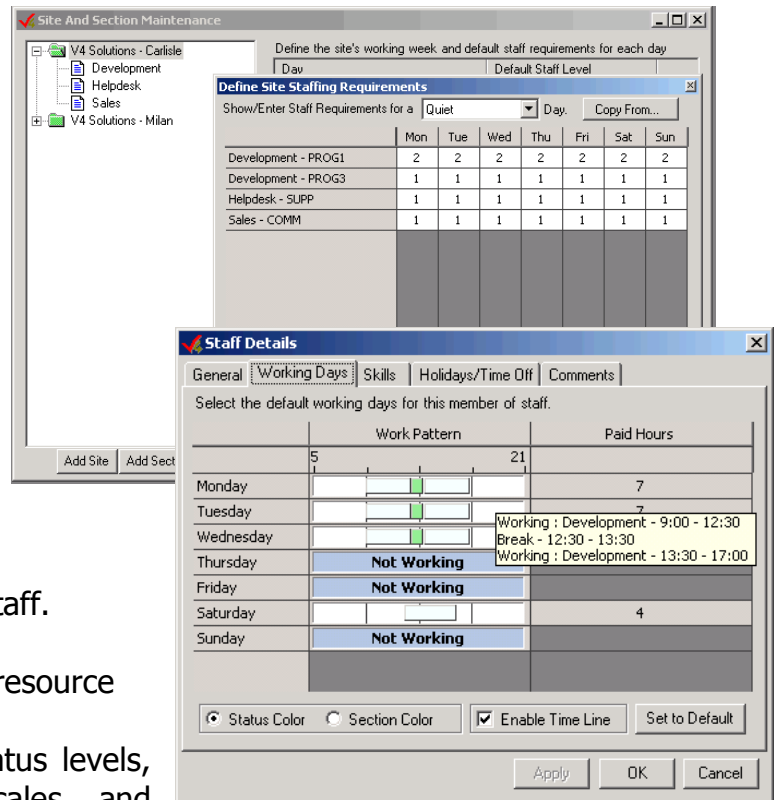 Site And Section Maintenance
V4 Solutions - Carlisle
Development
Helpdesk
Sales
V4 Solutions - Milan
Define the site's working week and default staff requirements for each day
Day Default Staff Level
Define Site Staffing Requirements
Show/Enter Staff Requirements for a Quiet Day. Copy From...
Mon Tue Wed Thu Fri Sat Sun
Development - PROG1 2 2 2 2 2 2 2
Development - PROG3 1 1 1 1 1 1 1
Helpdesk - SUPP 1 1 1 1 1 1 1
Sales - COMM 1 1 1 1 1 1 1
Add Site Add Sect
Staff Details
General Working Days Skills Holidays/Time Off Comments
Select the default working days for this member of staff.
Work Pattern Paid Hours
5 21
Monday 7
Tuesday 7
Wednesday
Working : Development - 9:00 - 12:30
Break - 12:30 - 13:30
Working : Development - 13:30 - 17:00
Thursday Not Working
Friday Not Working
Saturday 4
Sunday Not Working
Status Color Section Color Enable Time Line Set to Default
Apply OK Cancel
taff.
resource
atus levels,
cales and